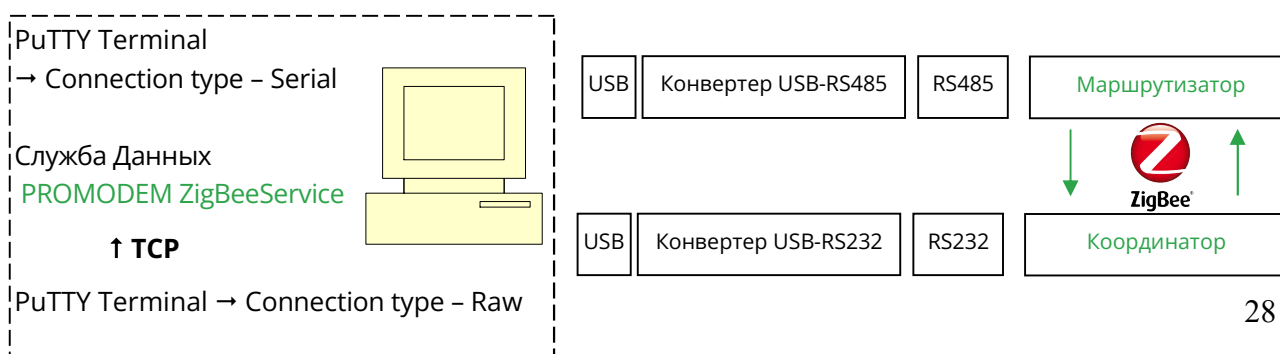 PuTTY Terminal
→ Connection type – Serial
Служба Данных
PROMODEM ZigBeeService
↑ TCP
PuTTY Terminal → Connection type – Raw
USB
Конвертер USB-RS485
RS485
Маршрутизатор
ZigBee®
USB
Конвертер USB-RS232
RS232
Координатор
28